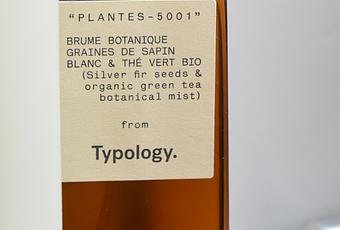 “PLANTES-5001”
BRUME BOTANIQUE
GRAINES DE SAPIN
BLANC & THÉ VERT BIO
(Silver fir seeds &
organic green tea
botanical mist)
from
Typology.